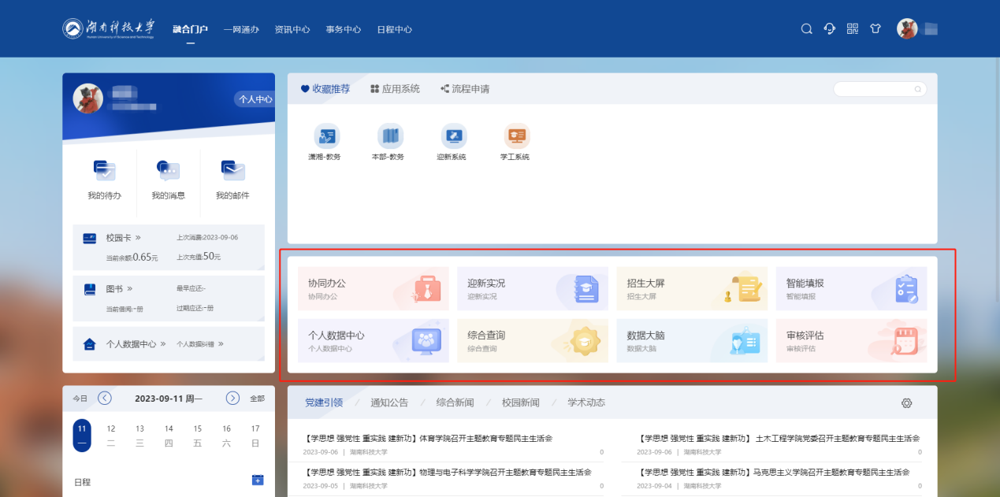 湖南科技大学 融合门户 一网通办 资讯中心 事务中心 日程中心
Hunan University of Science and Technology
个人中心
我的待办 我的消息 我的邮件
校园卡 » 上次消费:2023-09-06
当前余额:0.65元 上次充值:50元
图书 » 最早应还:-
当前借阅:-册 过期应还:-册
个人数据中心 » 个人数据纠错 »
收藏推荐 应用系统 流程申请
潇湘-教务 本部-教务 迎新系统 学工系统
协同办公 迎新实况 招生大屏 智能填报
协同办公 迎新实况 招生大屏 智能填报
个人数据中心 综合查询 数据大脑 审核评估
个人数据中心 综合查询 数据大脑 审核评估
今日 2023-09-11 周一 全部
11 12 13 14 15 16 17
一 二 三 四 五 六 日
日程
党建引领 / 通知公告 / 综合新闻 / 校园新闻 / 学术动态
【学思想 强党性 重实践 建新功】体育学院召开主题教育专题民主生活会
2023-09-06 | 湖南科技大学 0
【学思想 强党性 重实践 建新功】 土木工程学院党委召开主题教育专题民主生活会
2023-09-06 | 湖南科技大学 0
【学思想 强党性 重实践 建新功】物理与电子科学学院召开主题教育专题民主生活会
2023-09-05 | 湖南科技大学 0
【学思想 强党性 重实践 建新功】马克思主义学院召开主题教育专题民主生活会
2023-09-04 | 湖南科技大学 0